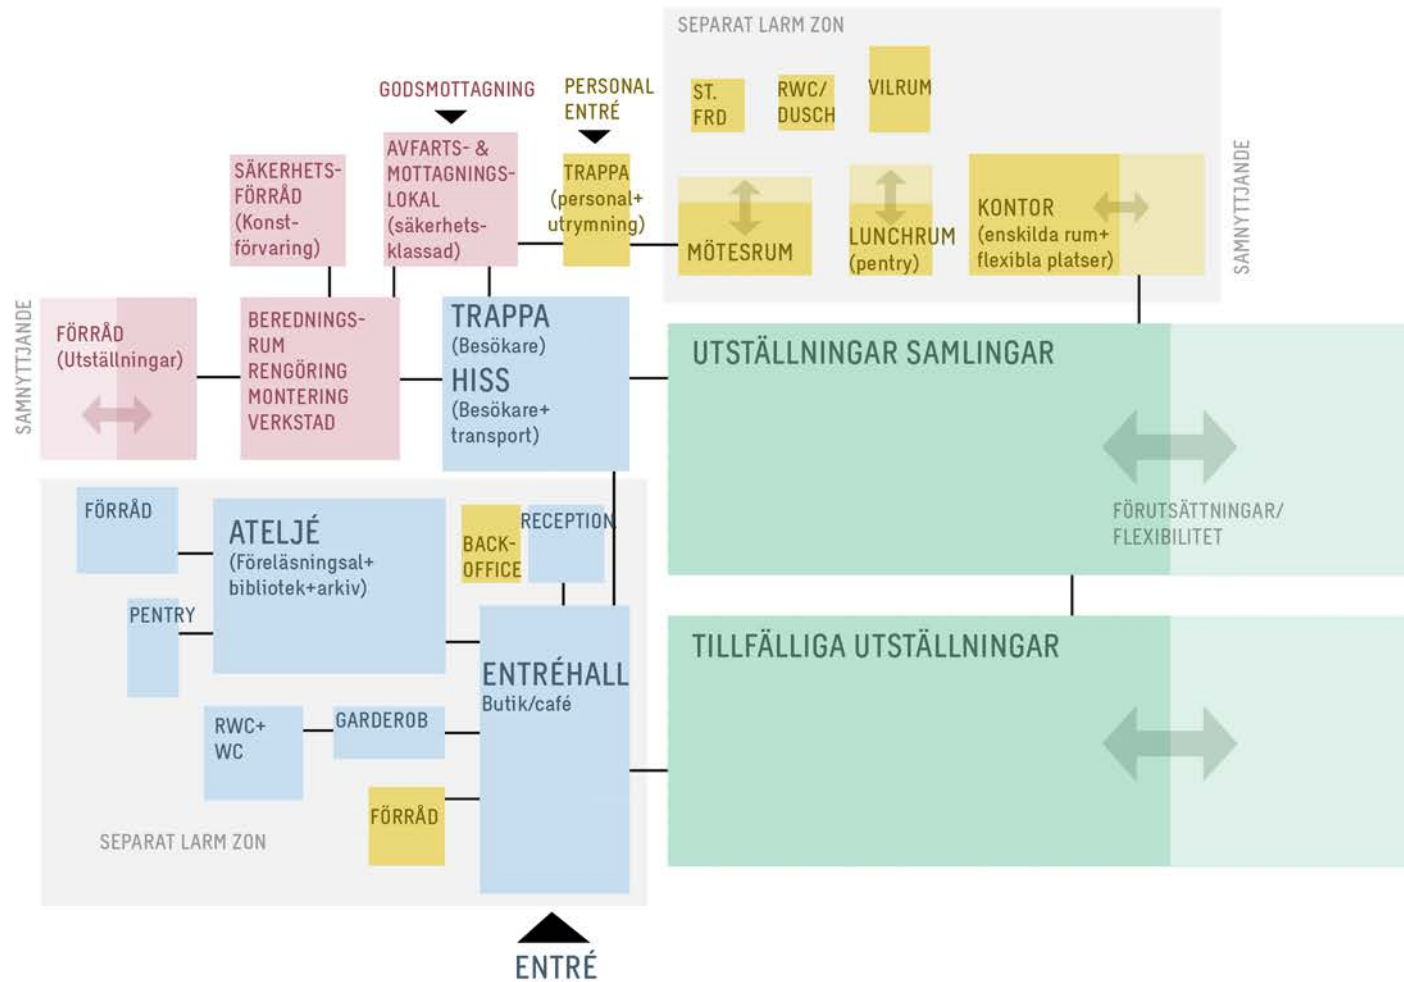 SEPARAT LARM ZON
ST.
FRD
RWC/
DUSCH
VILRUM
GODSMOTTAGNING
PERSONAL
ENTRÉ
SÄKERHETS-
FÖRRÅD
(Konst-
förvaring)
AVFARTS- &
MOTTAGNINGS-
LOKAL
(säkerhets-
klassad)
TRAPPA
(personal+
utrymning)
MÖTESRUM
LUNCHRUM
(pentry)
KONTOR
(enskilda rum+
flexibla platser)
SAMNYTTJANDE
SAMNYTTJANDE
FÖRRÅD
(Utställningar)
BEREDNINGS-
RUM
RENGÖRING
MONTERING
VERKSTAD
TRAPPA
(Besökare)
HISS
(Besökare+
transport)
UTSTÄLLNINGAR SAMLINGAR
FÖRUTSÄTTNINGAR/
FLEXIBILITET
FÖRRÅD
ATELJÉ
(Föreläsningsal+
bibliotek+arkiv)
BACK-
OFFICE
RECEPTION
PENTRY
ENTRÉHALL
Butik/café
TILLFÄLLIGA UTSTÄLLNINGAR
RWC+
WC
GARDEROB
FÖRRÅD
SEPARAT LARM ZON
ENTRÉ